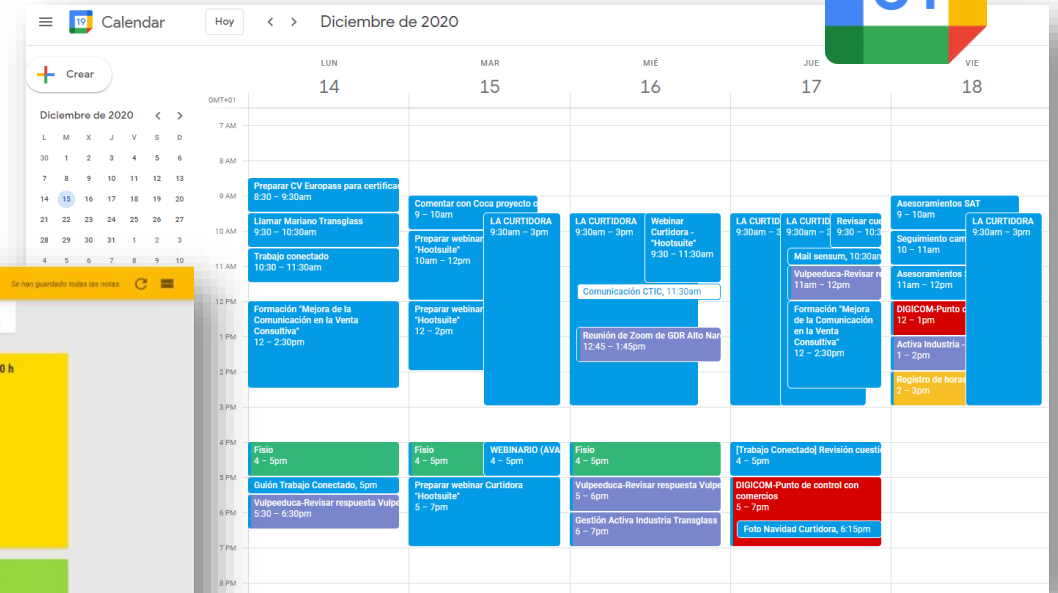 19 Calendar Hoy < > Diciembre de 2020
31
Crear
Diciembre de 2020 < >
L M X J V S D
30 1 2 3 4 5 6
7 8 9 10 11 12 13
14 15 16 17 18 19 20
21 22 23 24 25 26 27
28 29 30 31 1 2 3
4 5 6 7 8 9 10
Se han guardado todas las notas.
0 h
LUN MAR MIÉ JUE VIE
14 15 16 17 18
GMT+01
7 AM
8 AM
9 AM
10 AM
11 AM
12 PM
1 PM
2 PM
3 PM
4 PM
5 PM
6 PM
7 PM
8 PM
Preparar CV Europass para certificac
8:30 – 9:30am
Llamar Mariano Transglass
9:30 – 10:30am
Trabajo conectado
10:30 – 11:30am
Formación "Mejora de la
Comunicación en la Venta
Consultiva"
12 – 2:30pm
Fisio
4 – 5pm
Guión Trabajo Conectado, 5pm
Vulpeeduca-Revisar respuesta Vulpe
5:30 – 6:30pm
Comentar con Coca proyecto c
9 – 10am
LA CURTIDORA
9:30am – 3pm
Preparar webinar
"Hootsuite"
10am – 12pm
Preparar webinar
"Hootsuite"
12 – 2pm
Fisio
4 – 5pm
WEBINARIO (AVA
4 – 5pm
Preparar webinar Curtidora
"Hootsuite"
5 – 7pm
LA CURTIDORA
9:30am – 3pm
Webinar
Curtidora -
"Hootsuite"
9:30 – 11:30am
Comunicación CTIC, 11:30am
Reunión de Zoom de GDR Alto Nar
12:45 – 1:45pm
Fisio
4 – 5pm
Vulpeeduca-Revisar respuesta Vulpe
5 – 6pm
Gestión Activa Industria Transglass
6 – 7pm
LA CURTID
9:30am – 3
LA CURTID
9:30am – 3
Revisar cue
9:30 – 10:3
Mail sensum, 10:30am
Vulpeeduca-Revisar re
11am – 12pm
Formación "Mejora
de la Comunicación
en la Venta
Consultiva"
12 – 2:30pm
[Trabajo Conectado] Revisión cuestio
4 – 5pm
DIGICOM-Punto de control con
comercios
5 – 7pm
Foto Navidad Curtidora, 6:15pm
Asesoramientos SAT
9 – 10am
LA CURTIDORA
9:30am – 3pm
Seguimiento cam
10 – 11am
Asesoramientos
11am – 12pm
DIGICOM-Punto d
12 – 1pm
Activa Industria -
1 – 2pm
Registro de horas
2 – 3pm